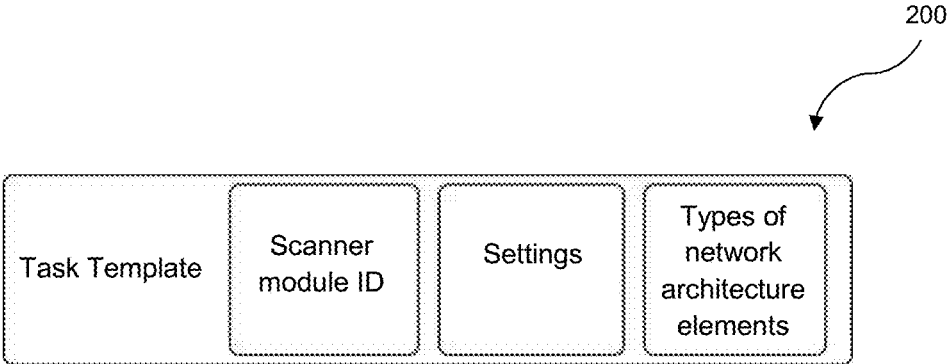 200
Task Template
Scanner
module ID
Settings
Types of
network
architecture
elements